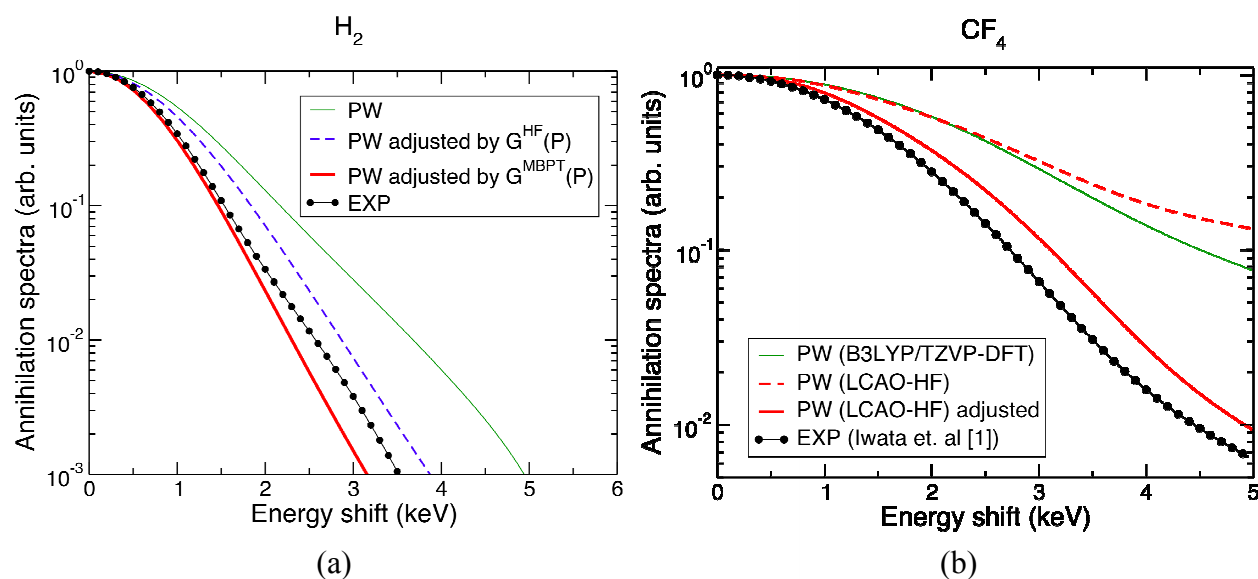 H2
Annihilation spectra (arb. units)
10^0
10^-1
10^-2
10^-3
PW
PW adjusted by G^HF(P)
PW adjusted by G^MBPT(P)
EXP
0 1 2 3 4 5 6
Energy shift (keV)
(a)
CF4
Annihilation spectra (arb. units)
10^0
10^-1
10^-2
PW (B3LYP/TZVP-DFT)
PW (LCAO-HF)
PW (LCAO-HF) adjusted
EXP (Iwata et. al [1])
0 1 2 3 4 5
Energy shift (keV)
(b)